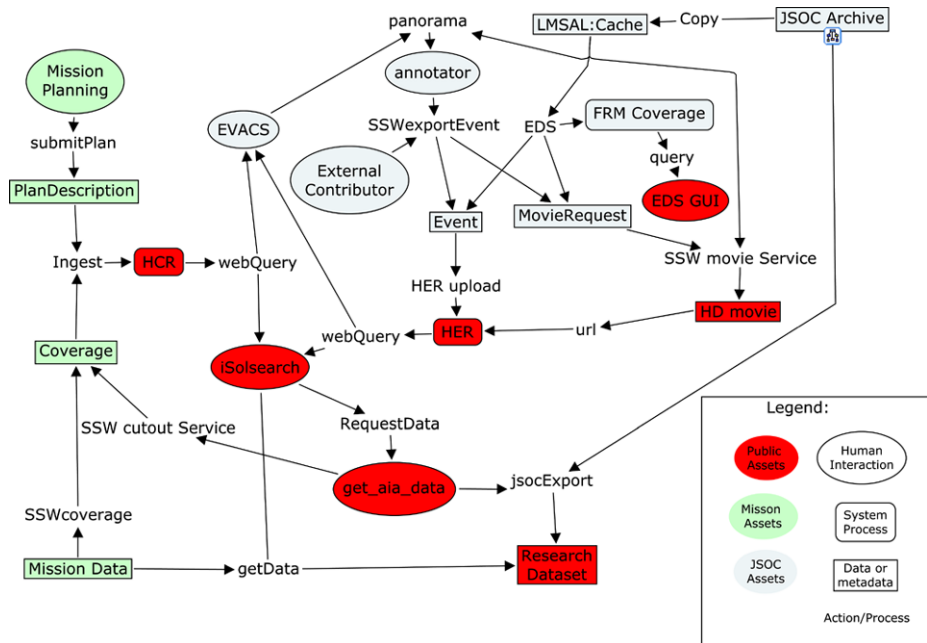 panorama
LMSAL:Cache
Copy
JSOC Archive
Mission
Planning
annotator
submitPlan
EVACS
SSWexportEvent
EDS
FRM Coverage
External
Contributor
query
PlanDescription
EDS GUI
Event
MovieRequest
Ingest
HCR
webQuery
SSW movie Service
HER upload
HD movie
url
HER
webQuery
Coverage
iSolsearch
SSW cutout Service
RequestData
get_aia_data
jsocExport
SSWcoverage
Mission Data
getData
Research
Dataset
Legend:
Public
Assets
Human
Interaction
Misson
Assets
System
Process
JSOC
Assets
Data or
metadata
Action/Process